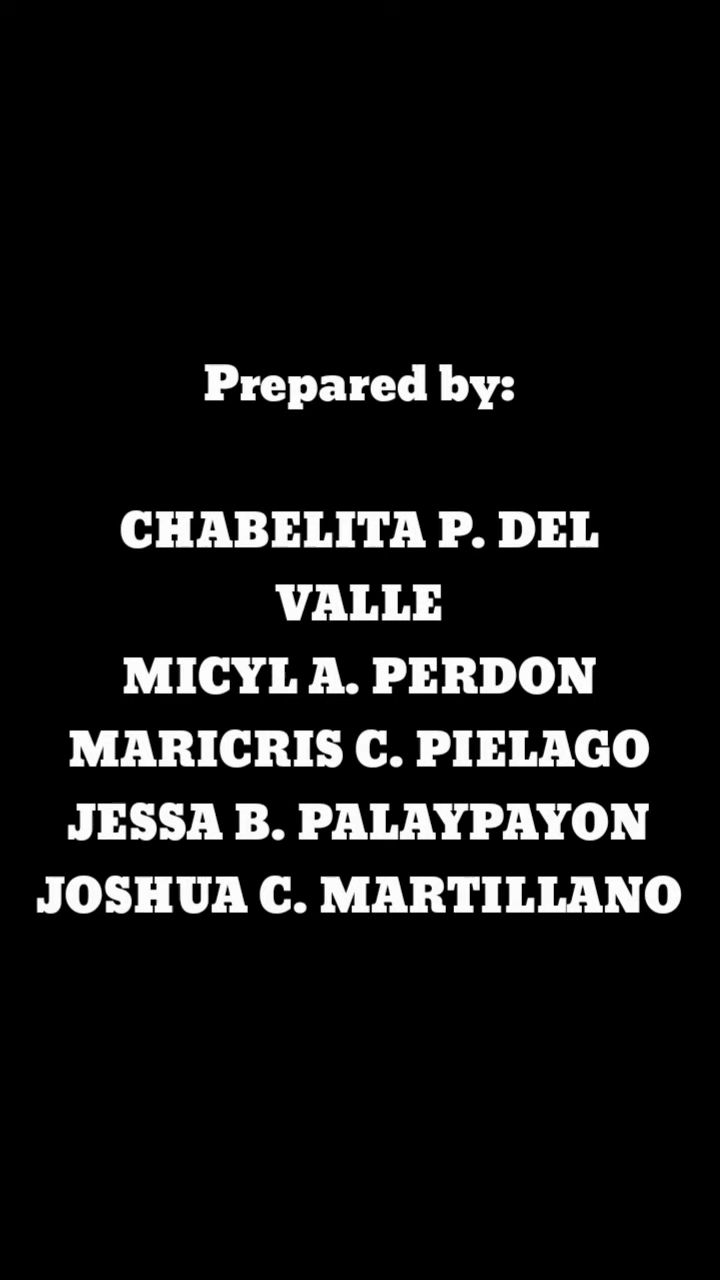 Prepared by:
CHABELITA P. DEL
VALLE
MICYL A. PERDON
MARICRIS C. PIELAGO
JESSA B. PALAYPAYON
JOSHUA C. MARTILLANO